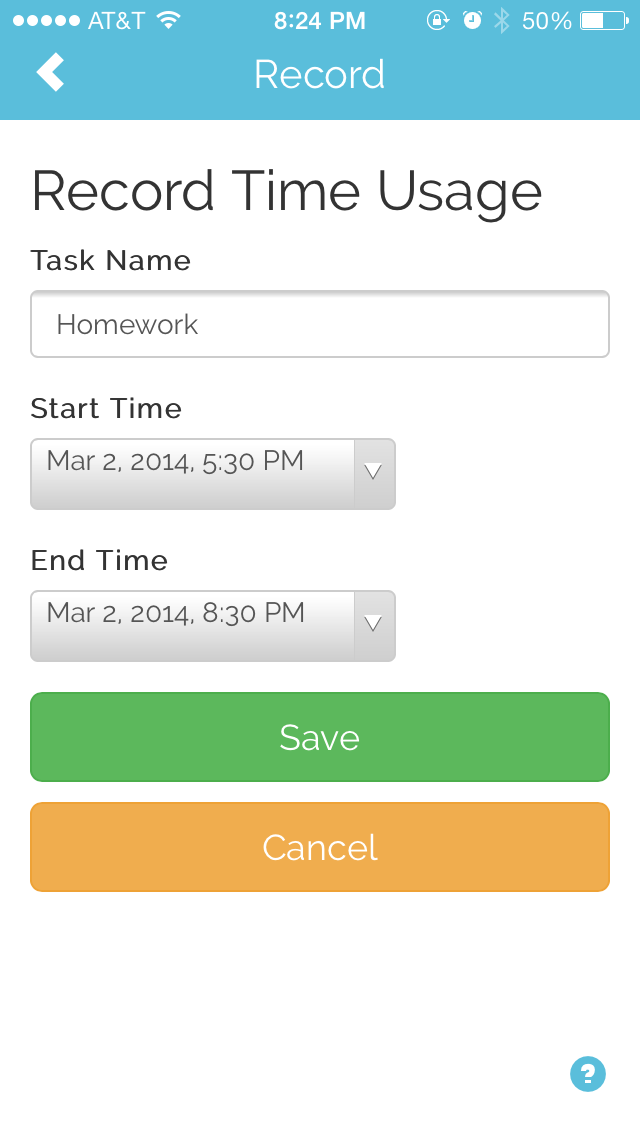 AT&T 8:24 PM 50%
Record
Record Time Usage
Task Name
Homework
Start Time
Mar 2, 2014, 5:30 PM
End Time
Mar 2, 2014, 8:30 PM
Save
Cancel
?